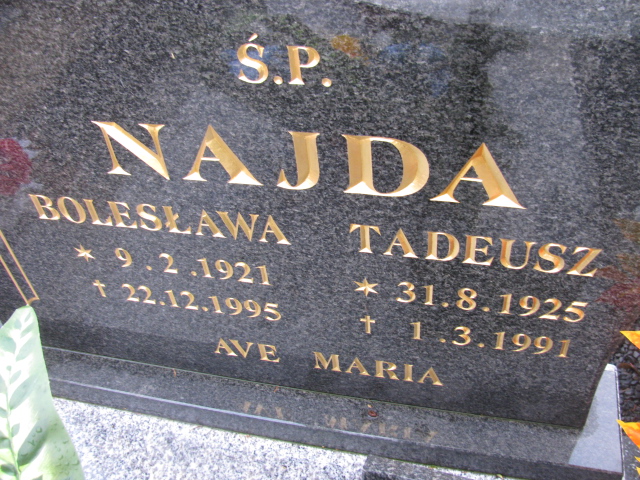 Ś.P.
NAJDA
BOLESŁAWA
* 9.2.1921
† 22.12.1995
TADEUSZ
* 31.8.1925
† 1.3.1991
AVE MARIA